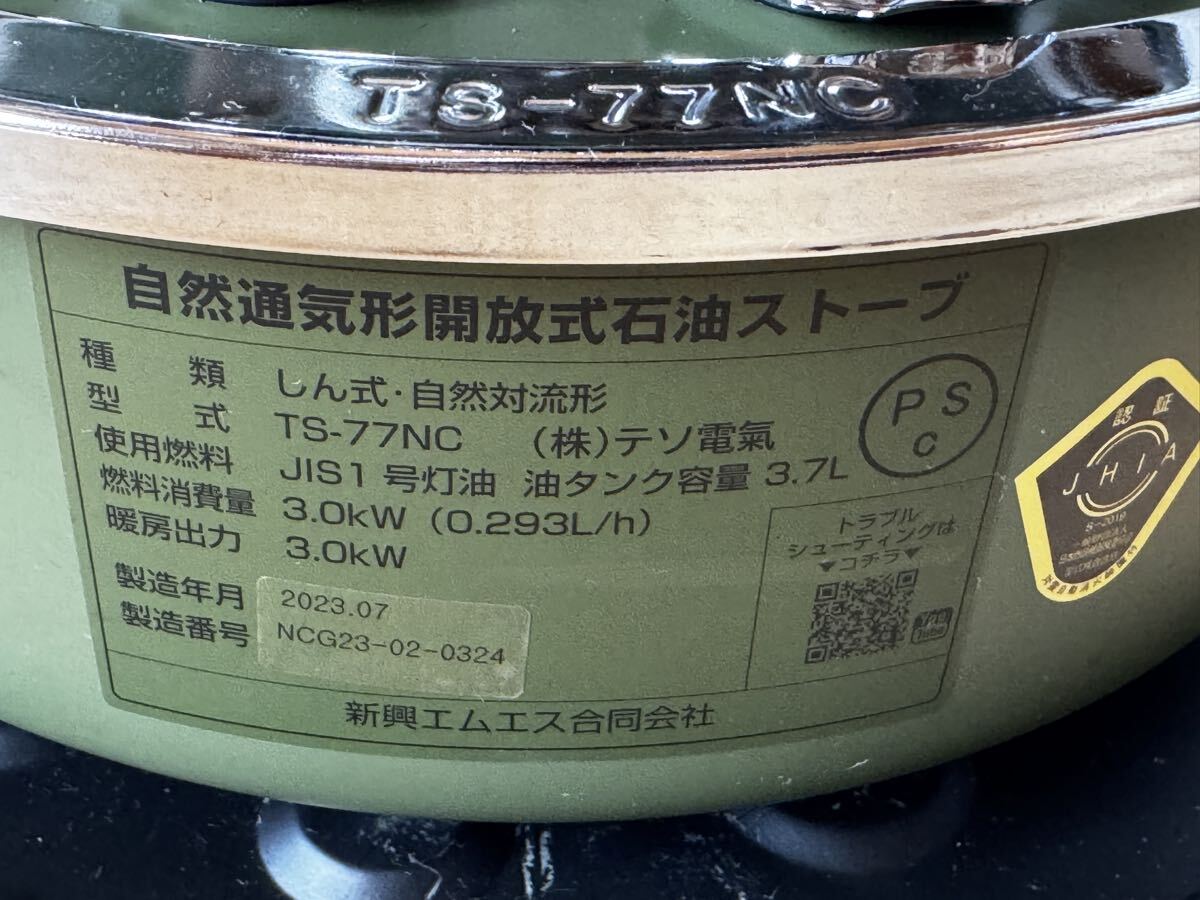 TS-77NC
自然通気形開放式石油ストーブ
種類 しん式・自然対流形
型式 TS-77NC (株)テソ電氣
使用燃料 JIS1号灯油 油タンク容量 3.7L
燃料消費量 3.0kW (0.293L/h)
暖房出力 3.0kW
製造年月 2023.07
製造番号 NCG23-02-0324
新興エムエス合同会社
PSC
トラブル
シューティングは
▼コチラ▼
認証
JHIA
S-2019